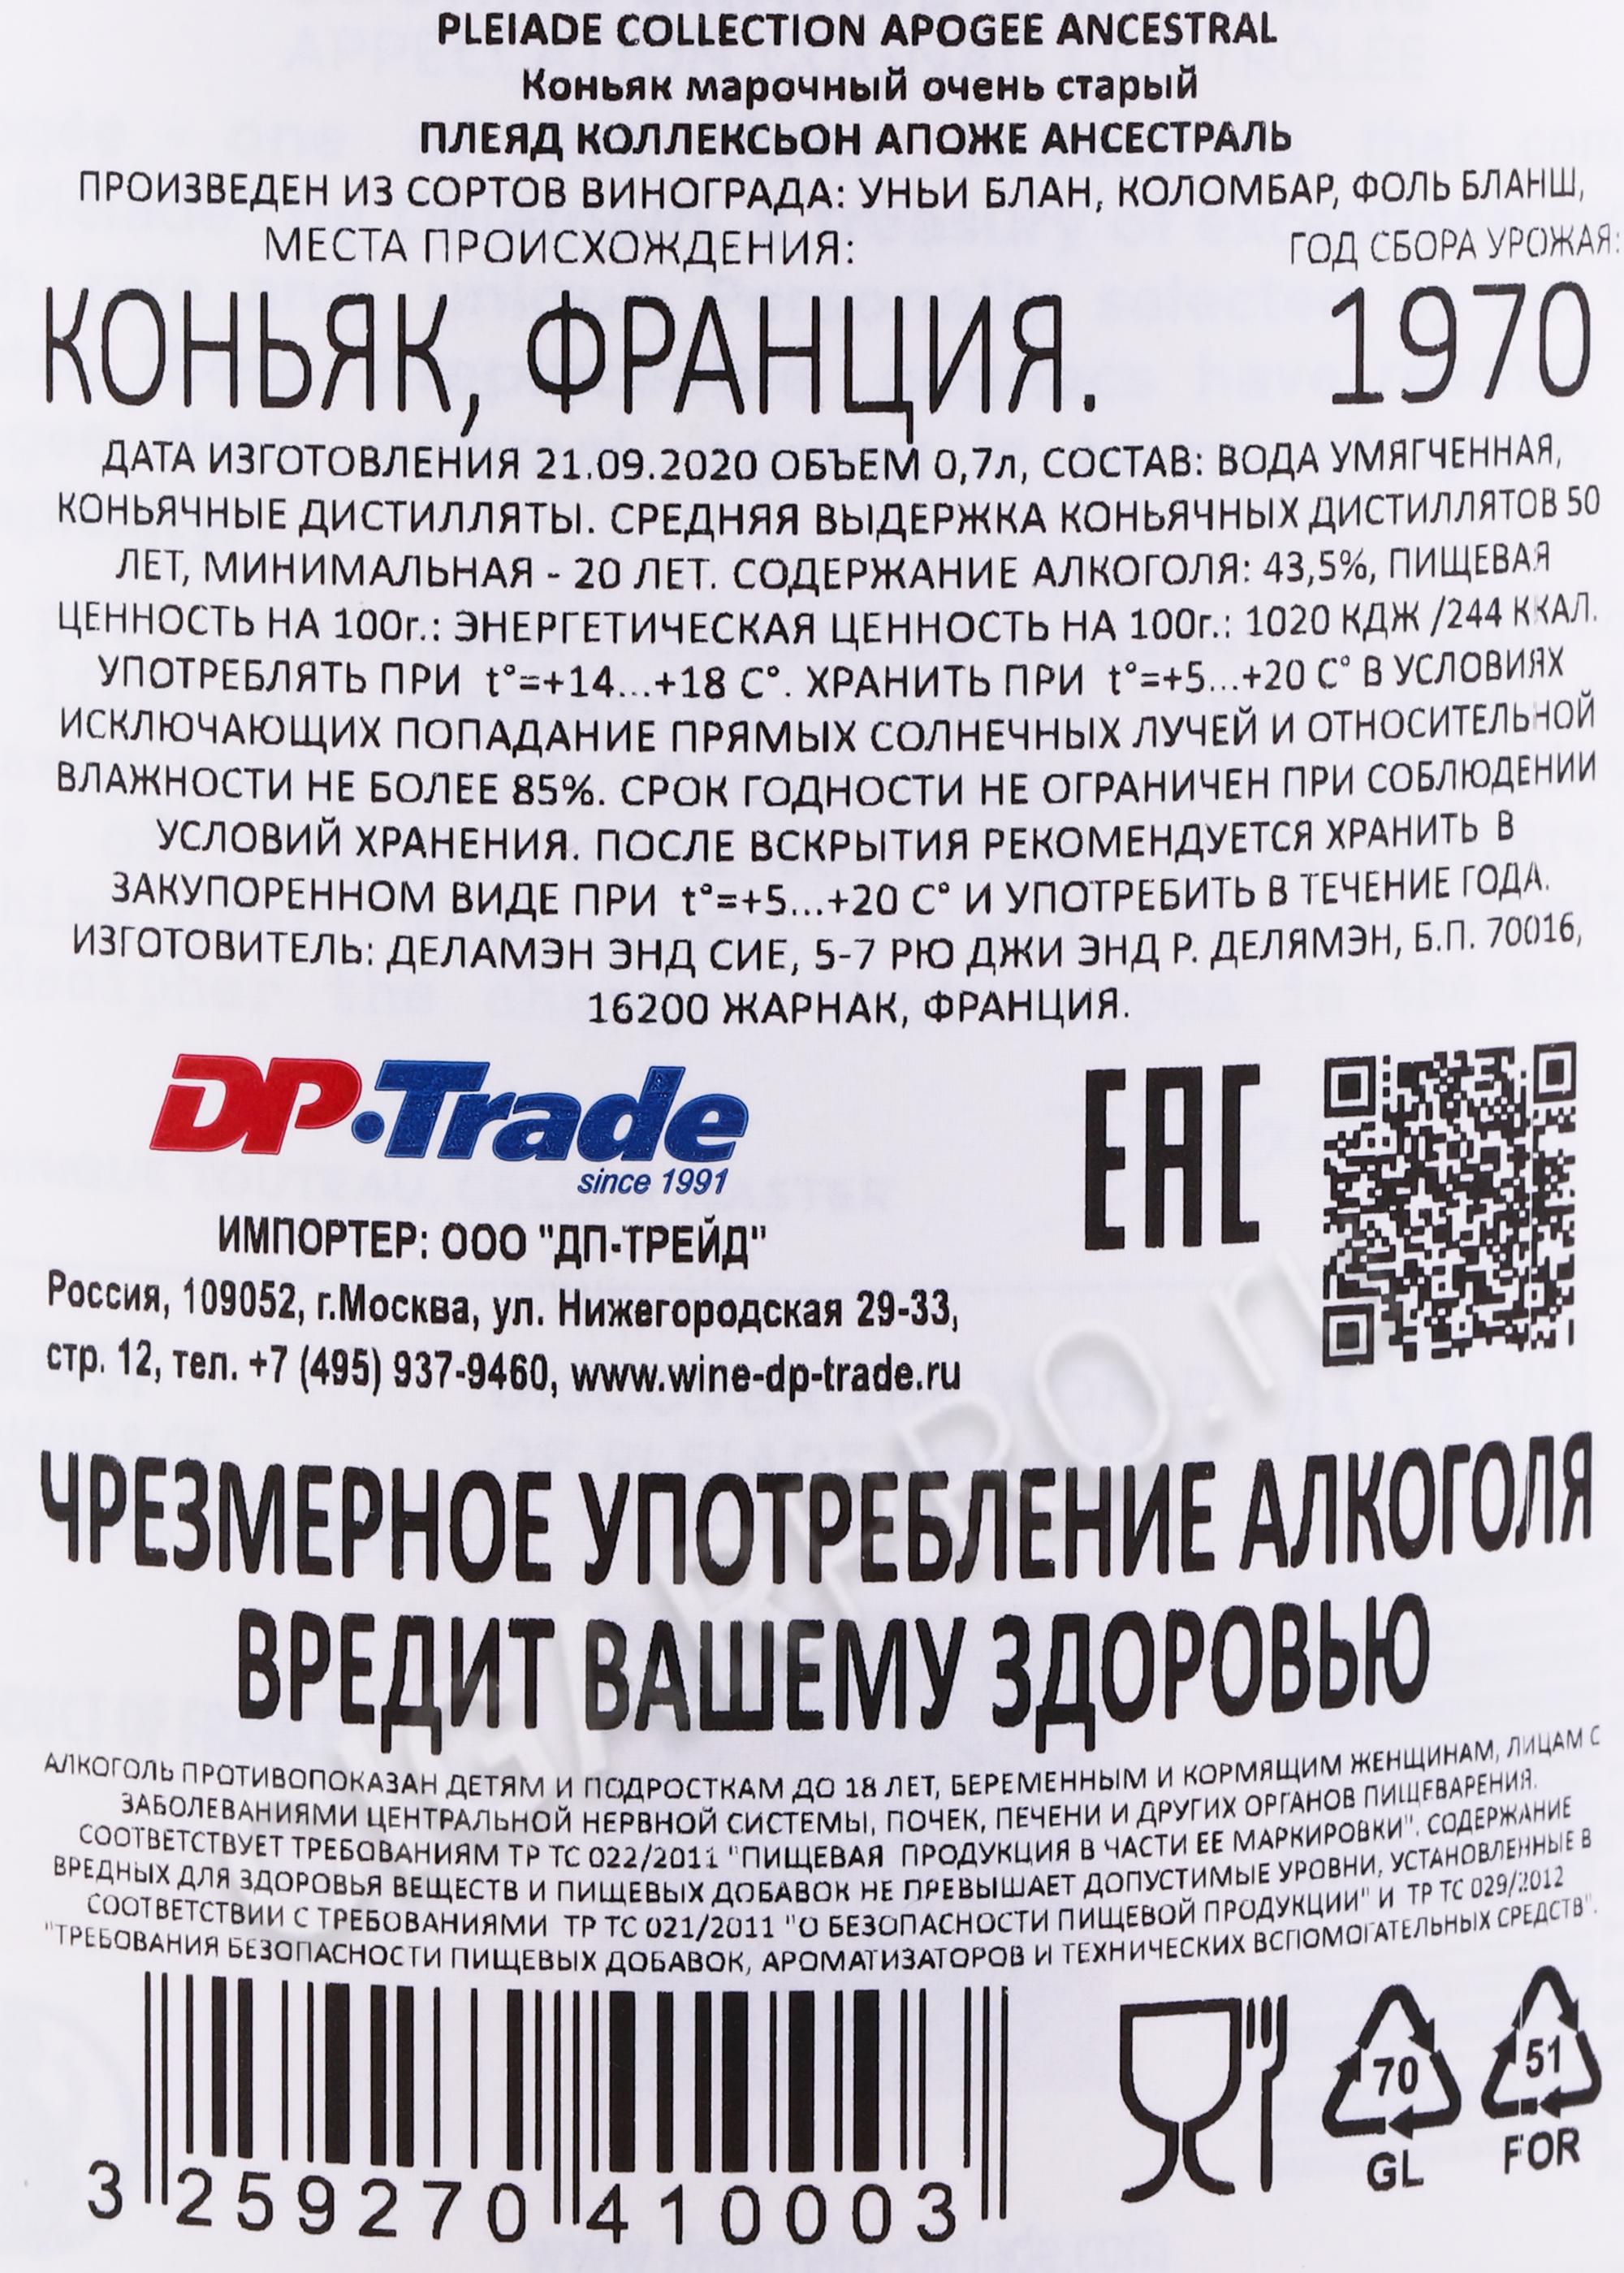 PLEIADE COLLECTION APOGEE ANCESTRAL
Коньяк марочный очень старый
ПЛЕЯД КОЛЛЕКСЬОН АПОЖЕ АНСЕСТРАЛЬ
ПРОИЗВЕДЕН ИЗ СОРТОВ ВИНОГРАДА: УНЬИ БЛАН, КОЛОМБАР, ФОЛЬ БЛАНШ,
МЕСТА ПРОИСХОЖДЕНИЯ: ГОД СБОРА УРОЖАЯ:
КОНЬЯК, ФРАНЦИЯ. 1970
ДАТА ИЗГОТОВЛЕНИЯ 21.09.2020 ОБЪЕМ 0,7л, СОСТАВ: ВОДА УМЯГЧЕННАЯ,
КОНЬЯЧНЫЕ ДИСТИЛЛЯТЫ. СРЕДНЯЯ ВЫДЕРЖКА КОНЬЯЧНЫХ ДИСТИЛЛЯТОВ 50
ЛЕТ, МИНИМАЛЬНАЯ - 20 ЛЕТ. СОДЕРЖАНИЕ АЛКОГОЛЯ: 43,5%, ПИЩЕВАЯ
ЦЕННОСТЬ НА 100г.: ЭНЕРГЕТИЧЕСКАЯ ЦЕННОСТЬ НА 100г.: 1020 КДЖ /244 ККАЛ.
УПОТРЕБЛЯТЬ ПРИ t°=+14...+18 С°. ХРАНИТЬ ПРИ t°=+5...+20 С° В УСЛОВИЯХ
ИСКЛЮЧАЮЩИХ ПОПАДАНИЕ ПРЯМЫХ СОЛНЕЧНЫХ ЛУЧЕЙ И ОТНОСИТЕЛЬНОЙ
ВЛАЖНОСТИ НЕ БОЛЕЕ 85%. СРОК ГОДНОСТИ НЕ ОГРАНИЧЕН ПРИ СОБЛЮДЕНИИ
УСЛОВИЙ ХРАНЕНИЯ. ПОСЛЕ ВСКРЫТИЯ РЕКОМЕНДУЕТСЯ ХРАНИТЬ В
ЗАКУПОРЕННОМ ВИДЕ ПРИ t°=+5...+20 С° И УПОТРЕБИТЬ В ТЕЧЕНИЕ ГОДА.
ИЗГОТОВИТЕЛЬ: ДЕЛАМЭН ЭНД СИЕ, 5-7 РЮ ДЖИ ЭНД Р. ДЕЛЯМЭН, Б.П. 70016,
16200 ЖАРНАК, ФРАНЦИЯ.
DP·Trade
since 1991
EAC
ИМПОРТЕР: ООО "ДП-ТРЕЙД"
Россия, 109052, г.Москва, ул. Нижегородская 29-33,
стр. 12, тел. +7 (495) 937-9460, www.wine-dp-trade.ru
CIGARPRO.ru
ЧРЕЗМЕРНОЕ УПОТРЕБЛЕНИЕ АЛКОГОЛЯ
ВРЕДИТ ВАШЕМУ ЗДОРОВЬЮ
АЛКОГОЛЬ ПРОТИВОПОКАЗАН ДЕТЯМ И ПОДРОСТКАМ ДО 18 ЛЕТ, БЕРЕМЕННЫМ И КОРМЯЩИМ ЖЕНЩИНАМ, ЛИЦАМ С
ЗАБОЛЕВАНИЯМИ ЦЕНТРАЛЬНОЙ НЕРВНОЙ СИСТЕМЫ, ПОЧЕК, ПЕЧЕНИ И ДРУГИХ ОРГАНОВ ПИЩЕВАРЕНИЯ.
СООТВЕТСТВУЕТ ТРЕБОВАНИЯМ ТР ТС 022/2011 "ПИЩЕВАЯ ПРОДУКЦИЯ В ЧАСТИ ЕЕ МАРКИРОВКИ". СОДЕРЖАНИЕ
ВРЕДНЫХ ДЛЯ ЗДОРОВЬЯ ВЕЩЕСТВ И ПИЩЕВЫХ ДОБАВОК НЕ ПРЕВЫШАЕТ ДОПУСТИМЫЕ УРОВНИ, УСТАНОВЛЕННЫЕ В
СООТВЕТСТВИИ С ТРЕБОВАНИЯМИ ТР ТС 021/2011 "О БЕЗОПАСНОСТИ ПИЩЕВОЙ ПРОДУКЦИИ" И ТР ТС 029/2012
"ТРЕБОВАНИЯ БЕЗОПАСНОСТИ ПИЩЕВЫХ ДОБАВОК, АРОМАТИЗАТОРОВ И ТЕХНИЧЕСКИХ ВСПОМОГАТЕЛЬНЫХ СРЕДСТВ".
70 51
GL FOR
3 259270 410003